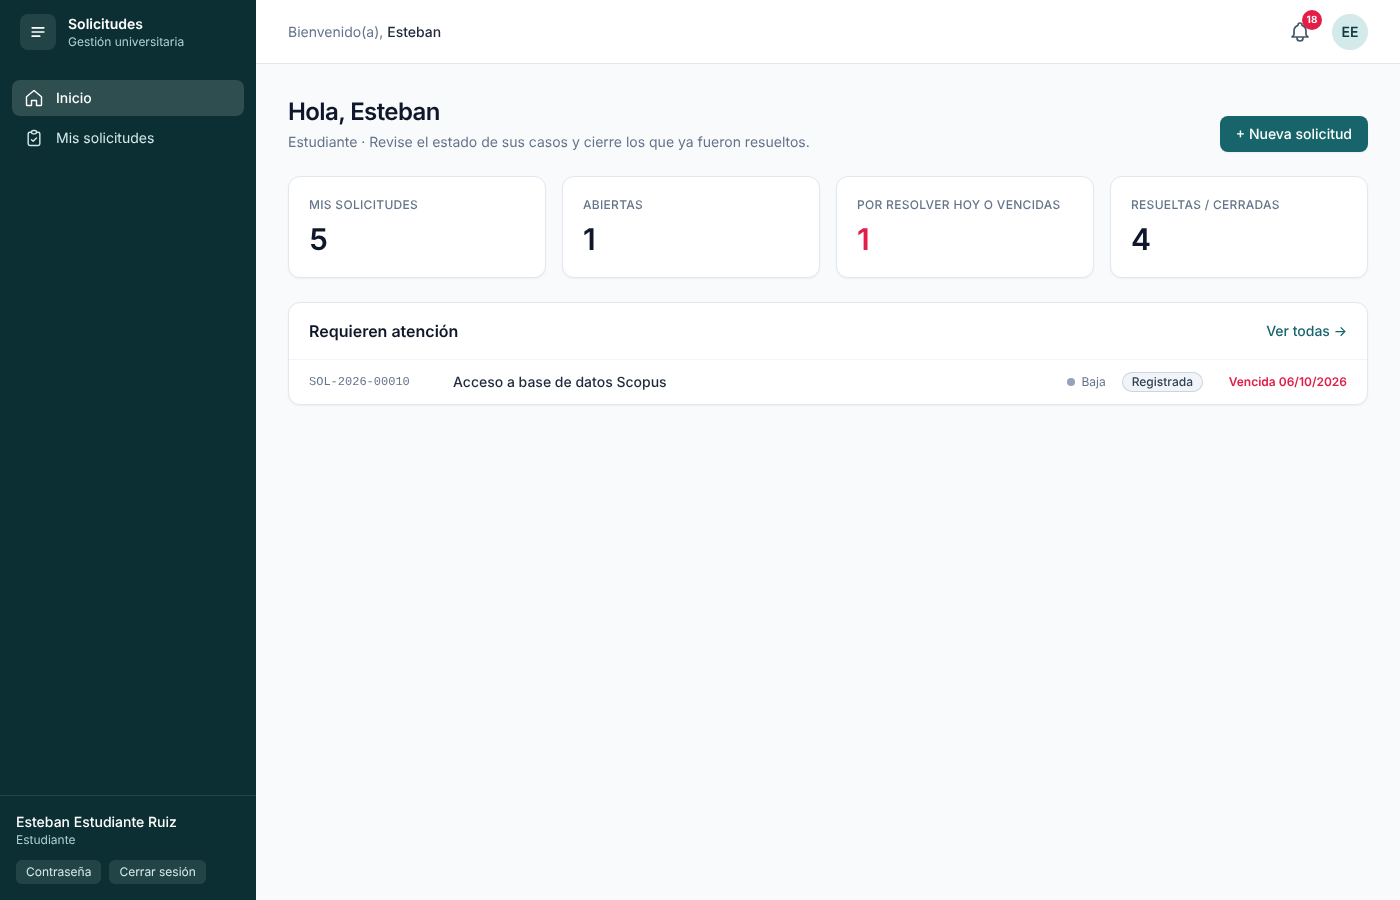 Solicitudes
Gestión universitaria
Inicio
Mis solicitudes
Esteban Estudiante Ruiz
Estudiante
Contraseña
Cerrar sesión
Bienvenido(a), Esteban
18
EE
Hola, Esteban
Estudiante · Revise el estado de sus casos y cierre los que ya fueron resueltos.
+ Nueva solicitud
MIS SOLICITUDES
5
ABIERTAS
1
POR RESOLVER HOY O VENCIDAS
1
RESUELTAS / CERRADAS
4
Requieren atención
Ver todas →
SOL-2026-00010 Acceso a base de datos Scopus Baja Registrada Vencida 06/10/2026